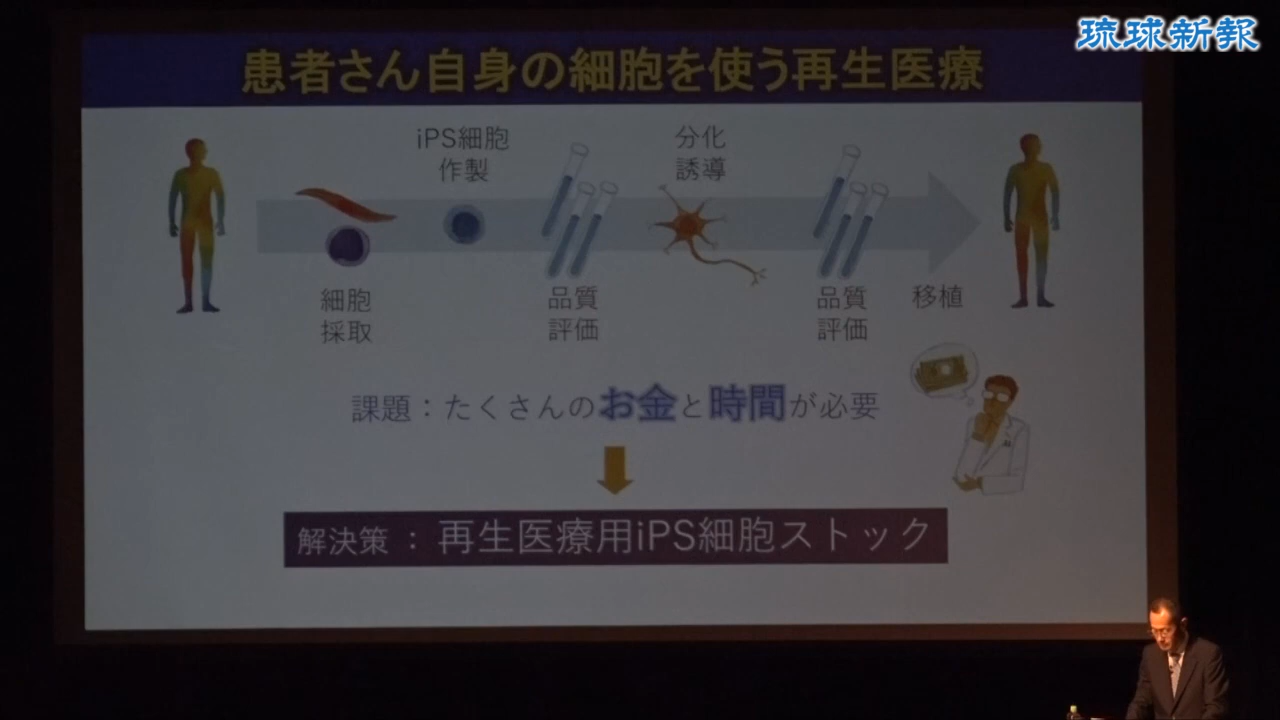 琉球新報
患者さん自身の細胞を使う再生医療
iPS細胞
作製
分化
誘導
細胞
採取
品質
評価
品質
評価
移植
課題：たくさんのお金と時間が必要
解決策：再生医療用iPS細胞ストック